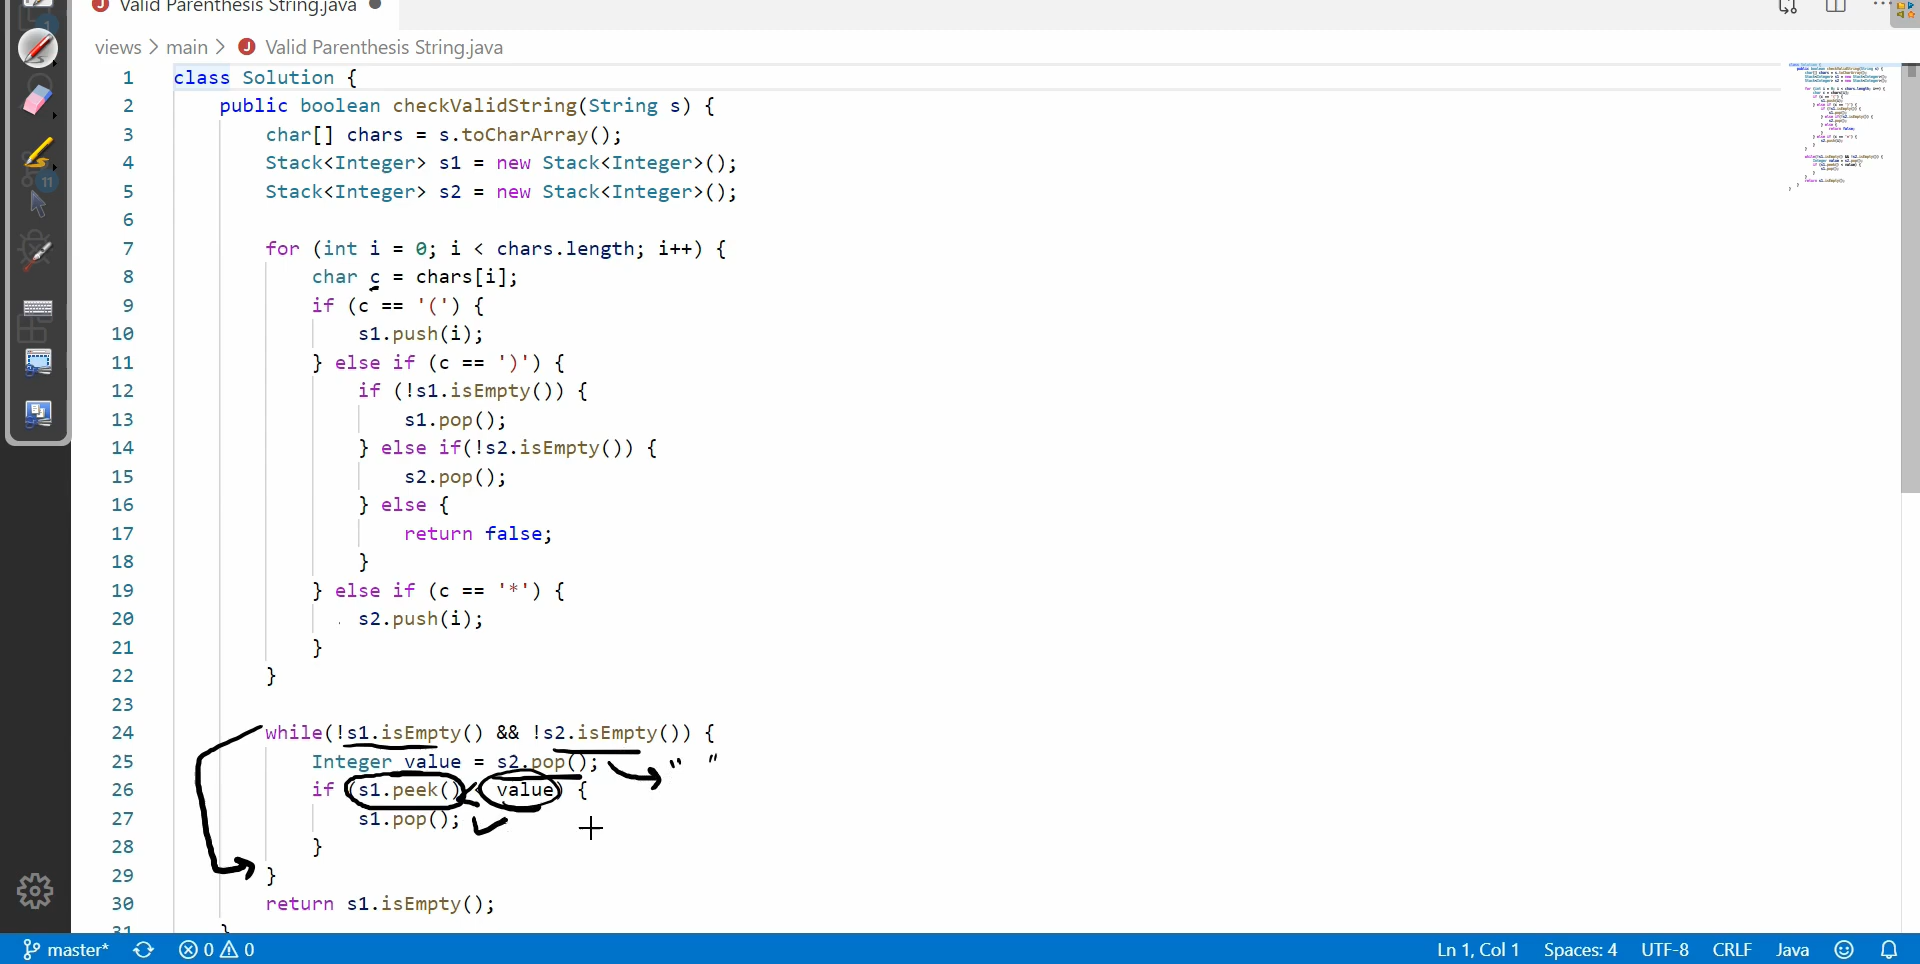 Valid Parenthesis String.java
views > main > Valid Parenthesis String.java
1 class Solution {
2 public boolean checkValidString(String s) {
3 char[] chars = s.toCharArray();
4 Stack<Integer> s1 = new Stack<Integer>();
5 Stack<Integer> s2 = new Stack<Integer>();
6
7 for (int i = 0; i < chars.length; i++) {
8 char c = chars[i];
9 if (c == '(') {
10 s1.push(i);
11 } else if (c == ')') {
12 if (!s1.isEmpty()) {
13 s1.pop();
14 } else if(!s2.isEmpty()) {
15 s2.pop();
16 } else {
17 return false;
18 }
19 } else if (c == '*') {
20 s2.push(i);
21 }
22 }
23
24 while(!s1.isEmpty() && !s2.isEmpty()) {
25 Integer value = s2.pop(); " "
26 if (s1.peek() < value) {
27 s1.pop();
28 }
29 }
30 return s1.isEmpty();
31 }
1
11
master* 0 0 Ln 1, Col 1 Spaces: 4 UTF-8 CRLF Java